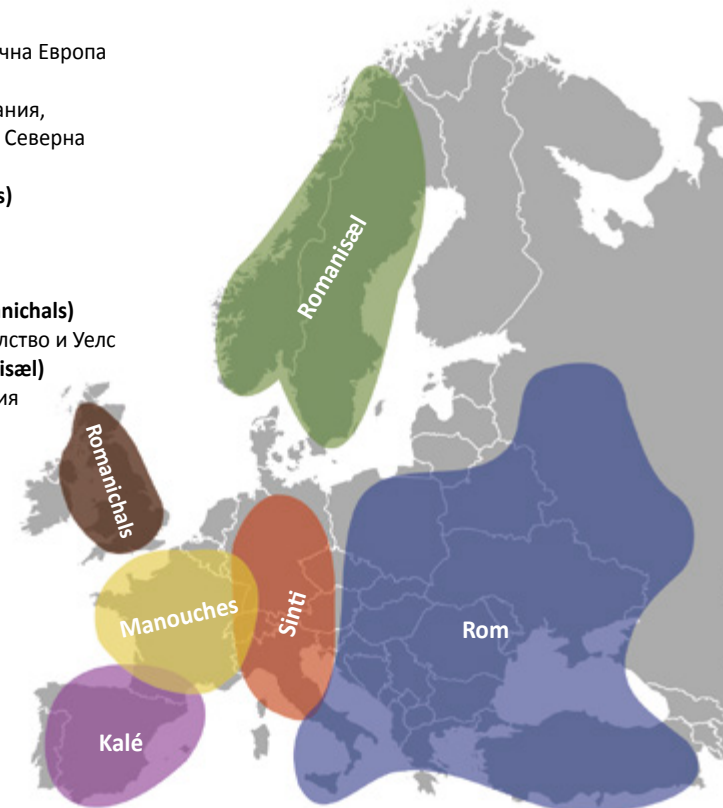 чна Европа
ания,
Северна
s)
nichals)
лство и Уелс
isæl)
ия
Romanisæl
Romanichals
Manouches
Sinti
Rom
Kalé